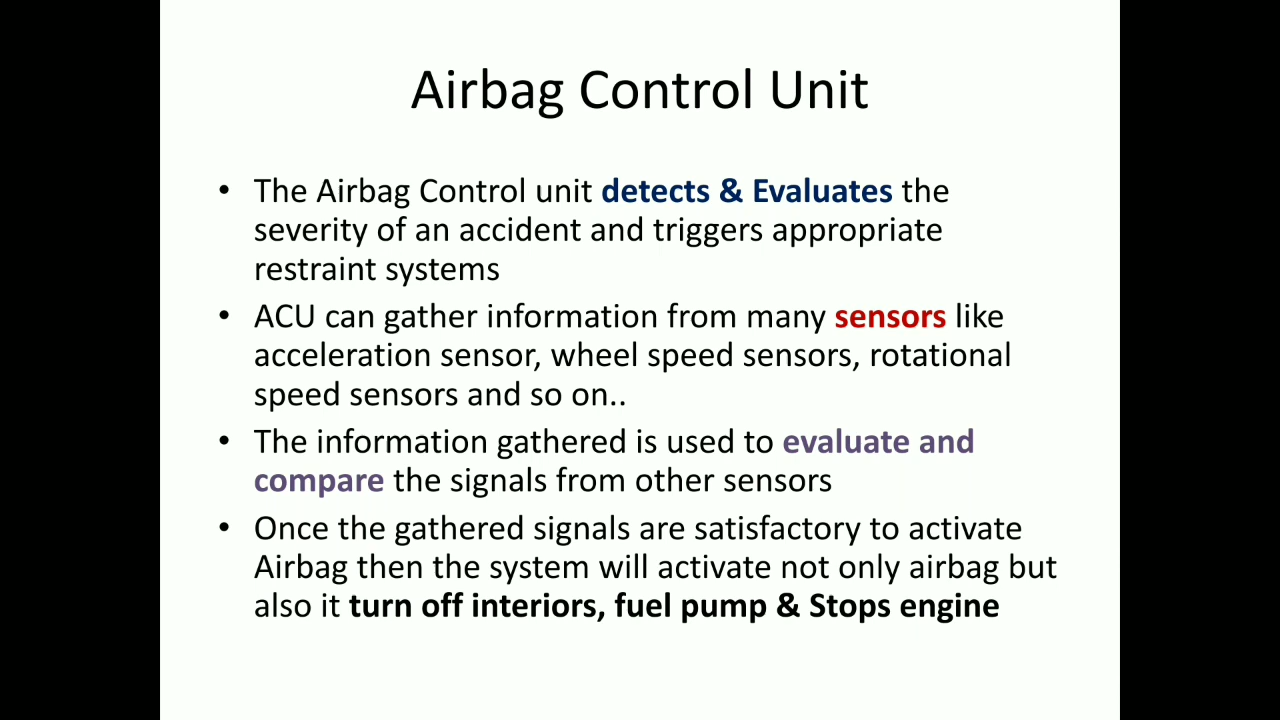 Airbag Control Unit
• The Airbag Control unit detects & Evaluates the
severity of an accident and triggers appropriate
restraint systems
• ACU can gather information from many sensors like
acceleration sensor, wheel speed sensors, rotational
speed sensors and so on..
• The information gathered is used to evaluate and
compare the signals from other sensors
• Once the gathered signals are satisfactory to activate
Airbag then the system will activate not only airbag but
also it turn off interiors, fuel pump & Stops engine